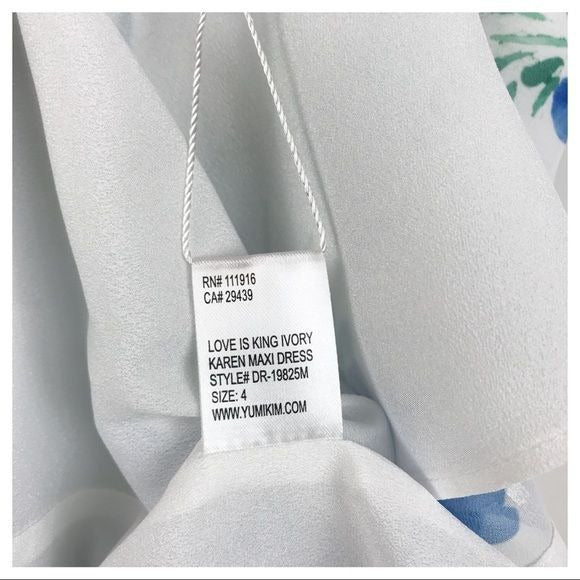 RN# 111916
CA# 29439
LOVE IS KING IVORY
KAREN MAXI DRESS
STYLE# DR-19825M
SIZE: 4
WWW.YUMIKIM.COM